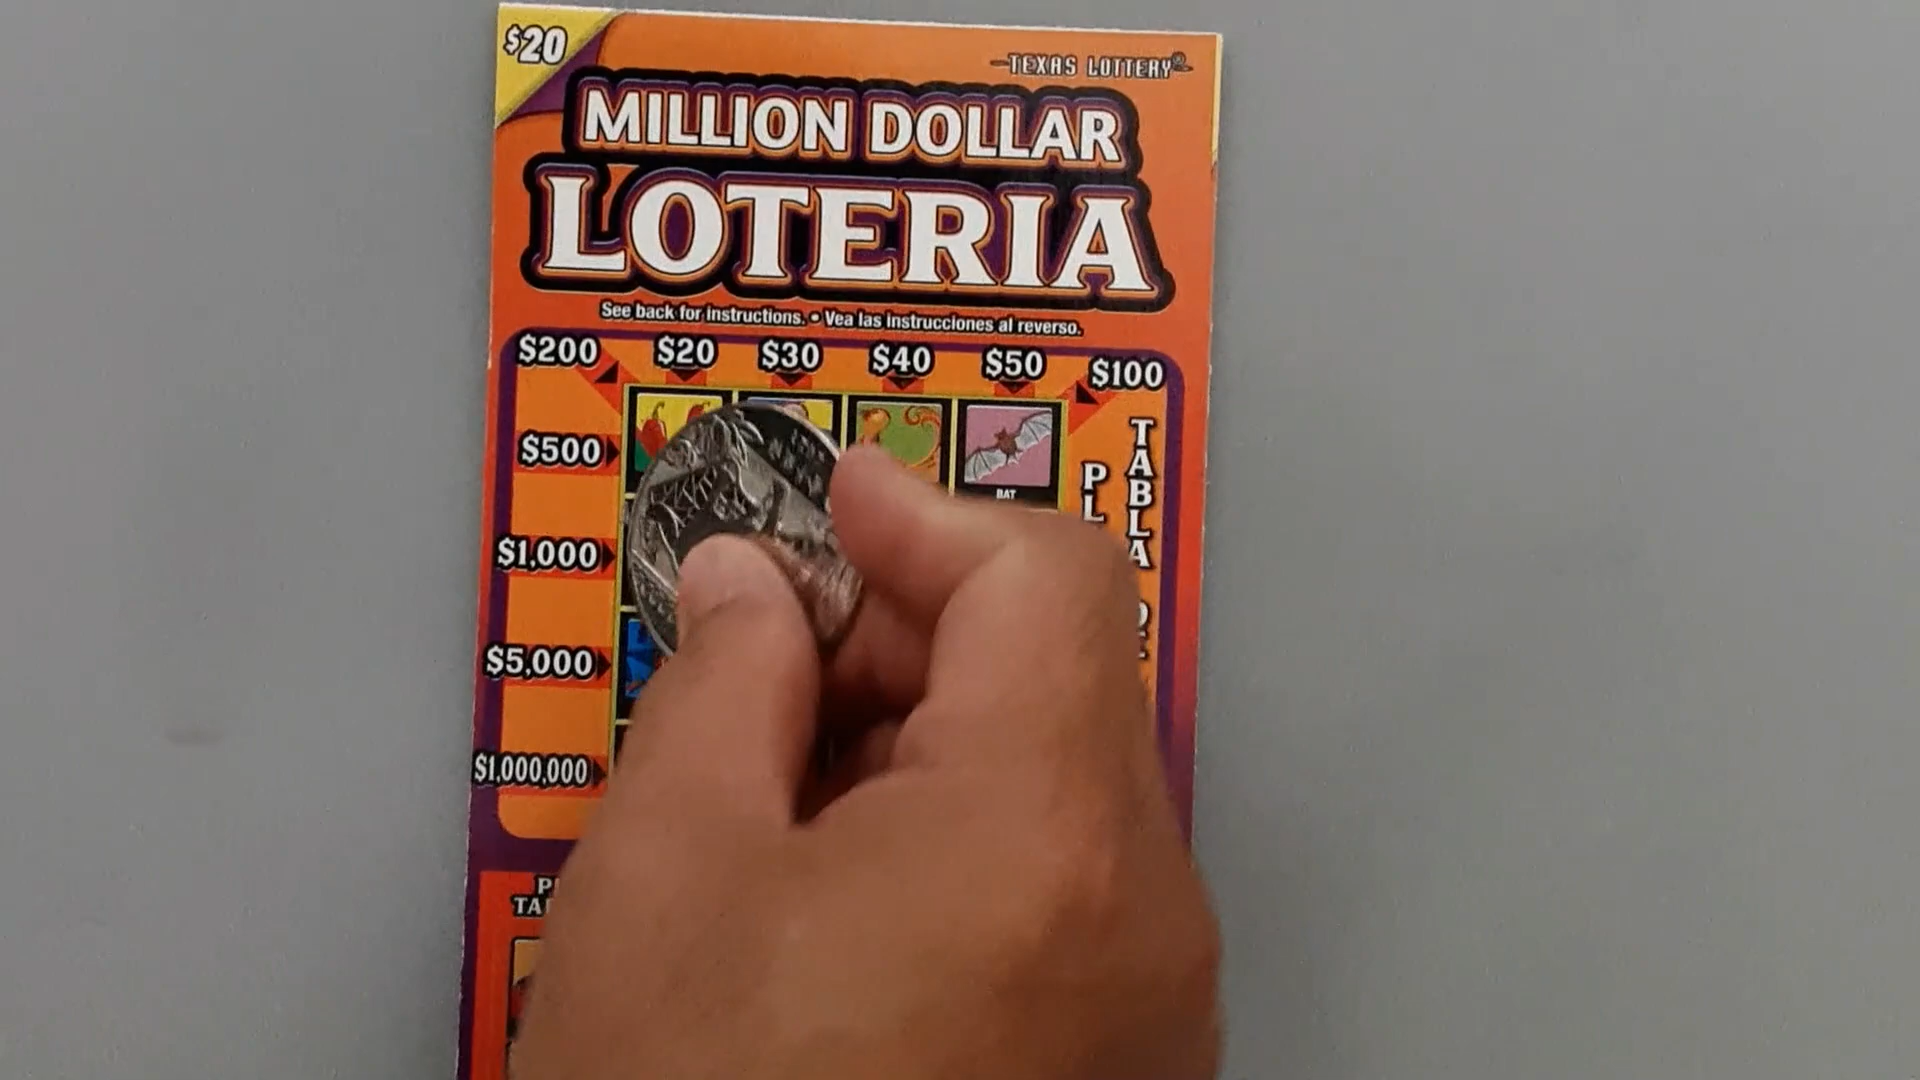 $20
TEXAS LOTTERY®
MILLION DOLLAR
LOTERIA
See back for instructions. • Vea las instrucciones al reverso.
$200 $20 $30 $40 $50 $100
$500
BAT
$1,000
$5,000
$1,000,000
PL
TABLA